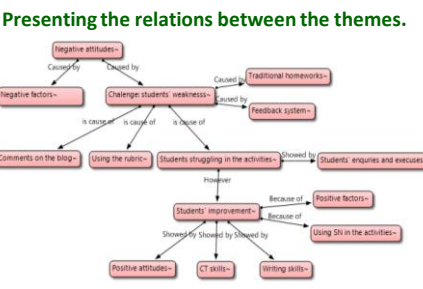 Presenting the relations between the themes.
Negative attitudes~
Caused by
Caused by
Negative factors~
Chalenge: students' weaknesss~
Caused by
Traditional homeworks~
Caused by
Feedback system~
is cause of
is cause of
is cause of
Comments on the blog~
Using the rubric~
Students struggling in the activities~
Showed by
Students' enquries and execuses
However
Students' improvement~
Because of
Positive factors~
Because of
Using SN in the activities~
Showed by
Showed by
Showed by
Positive attitudes~
CT skills~
Writing skills~